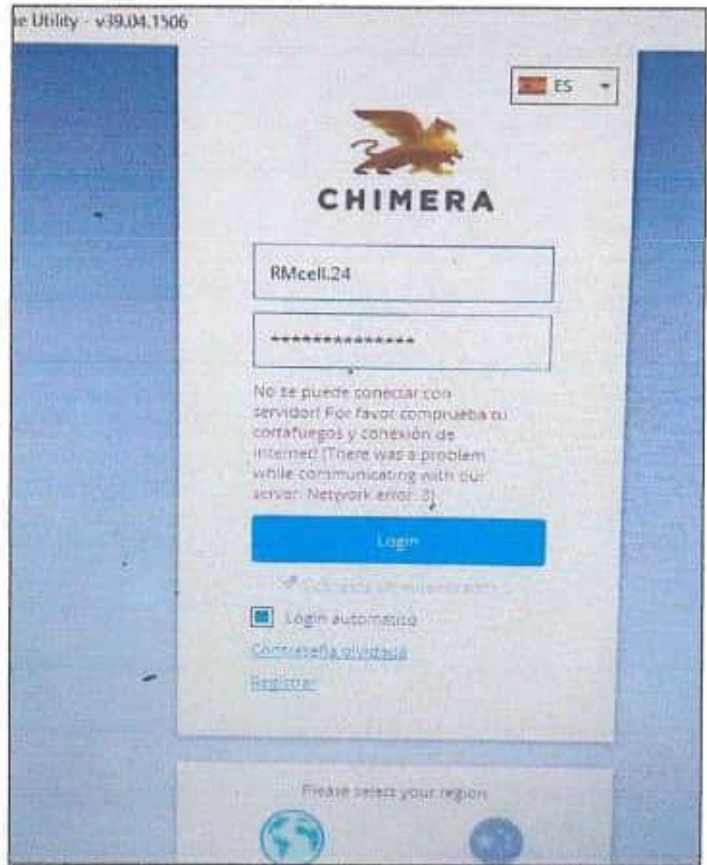 ne Utility - v39.04.1506
ES
CHIMERA
RMcell.24
**************
No se puede conectar con
servidor! Por favor comprueba tu
cortafuegos y conexión de
internet! (There was a problem
while communicating with our
server. Network error: 3)
Login
Login automático
Contraseña olvidada
Registrar
Please select your region